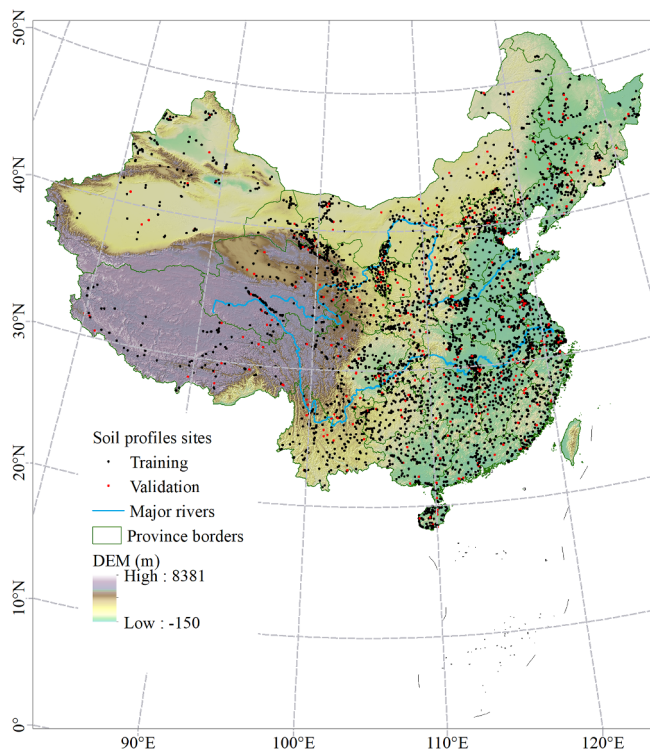 50°N
40°N
30°N
20°N
10°N
0°
Soil profiles sites
Training
Validation
Major rivers
Province borders
DEM (m)
High : 8381
Low : -150
90°E
100°E
110°E
120°E